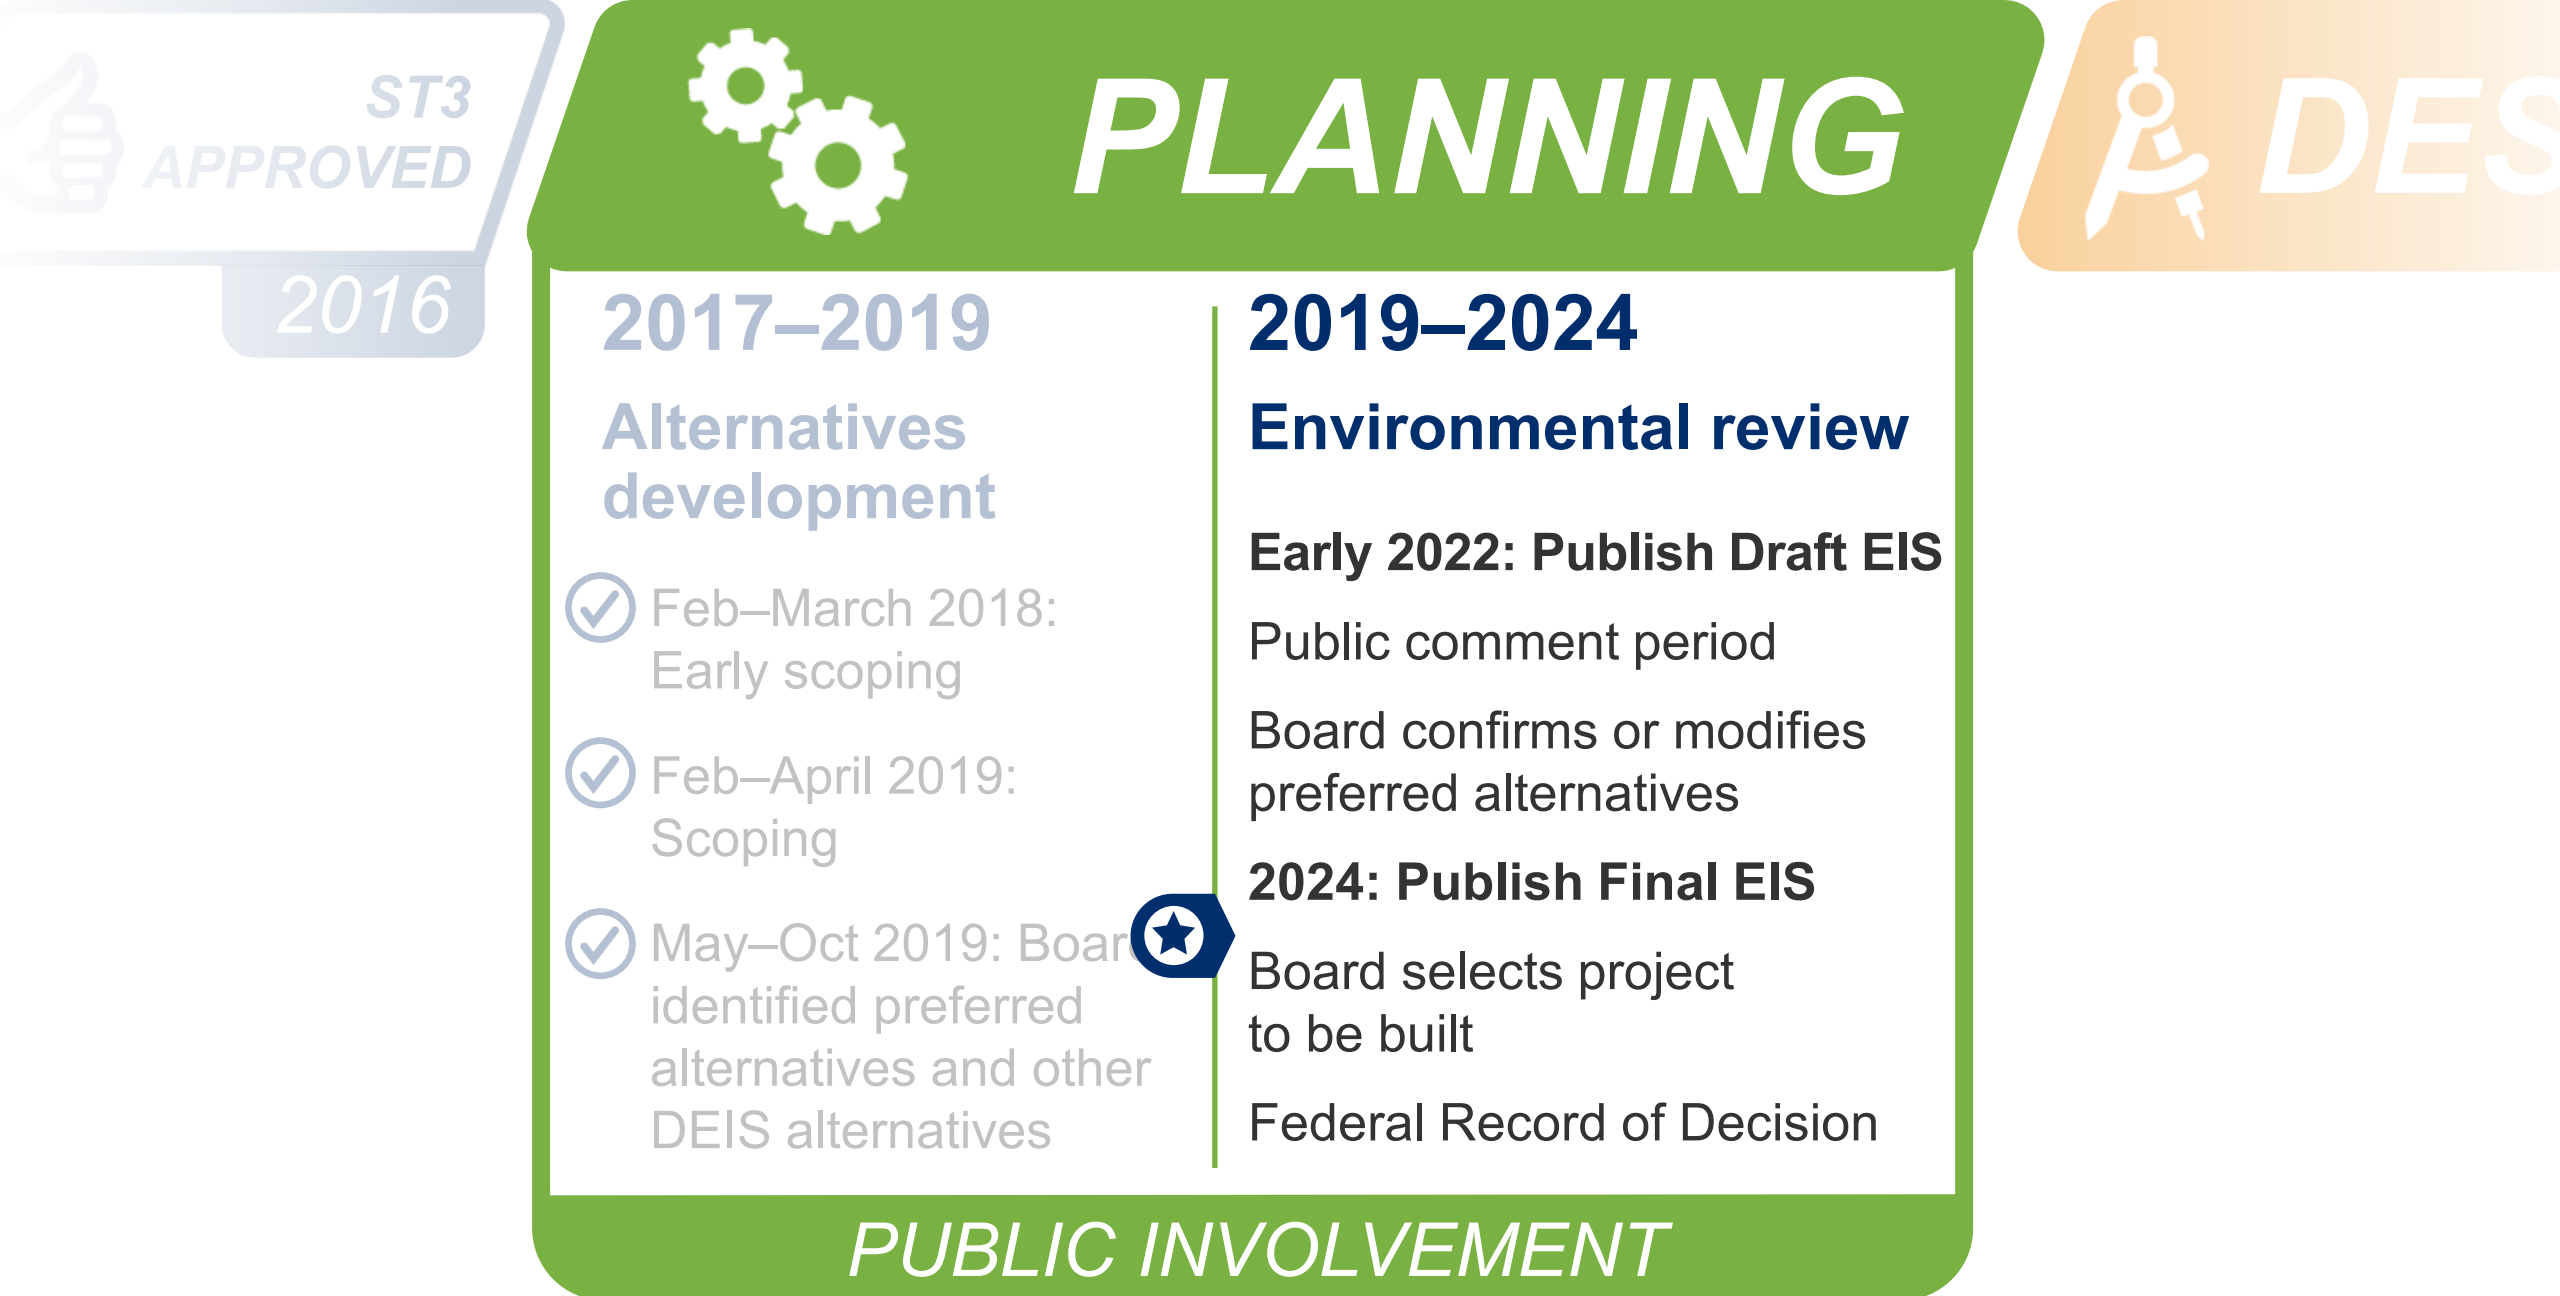 ST3
APPROVED
2016
PLANNING
DES
2017–2019
Alternatives
development
Feb–March 2018:
Early scoping
Feb–April 2019:
Scoping
May–Oct 2019: Boar
identified preferred
alternatives and other
DEIS alternatives
2019–2024
Environmental review
Early 2022: Publish Draft EIS
Public comment period
Board confirms or modifies
preferred alternatives
2024: Publish Final EIS
Board selects project
to be built
Federal Record of Decision
PUBLIC INVOLVEMENT